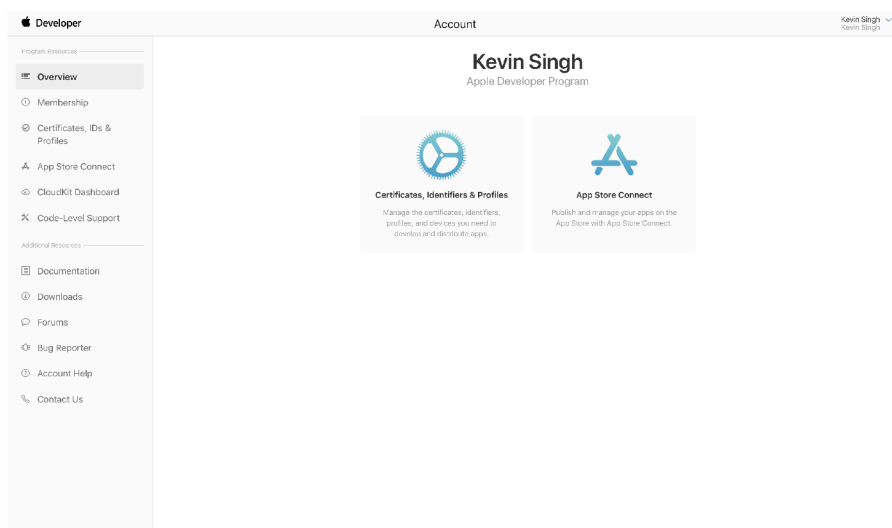 Developer
Account
Kevin Singh
Kevin Singh
Program Resources
Overview
Membership
Certificates, IDs &
Profiles
App Store Connect
CloudKit Dashboard
Code-Level Support
Additional Resources
Documentation
Downloads
Forums
Bug Reporter
Account Help
Contact Us
Kevin Singh
Apple Developer Program
Certificates, Identifiers & Profiles
Manage the certificates, identifiers,
profiles, and devices you need to
develop and distribute apps.
App Store Connect
Publish and manage your apps on the
App Store with App Store Connect.